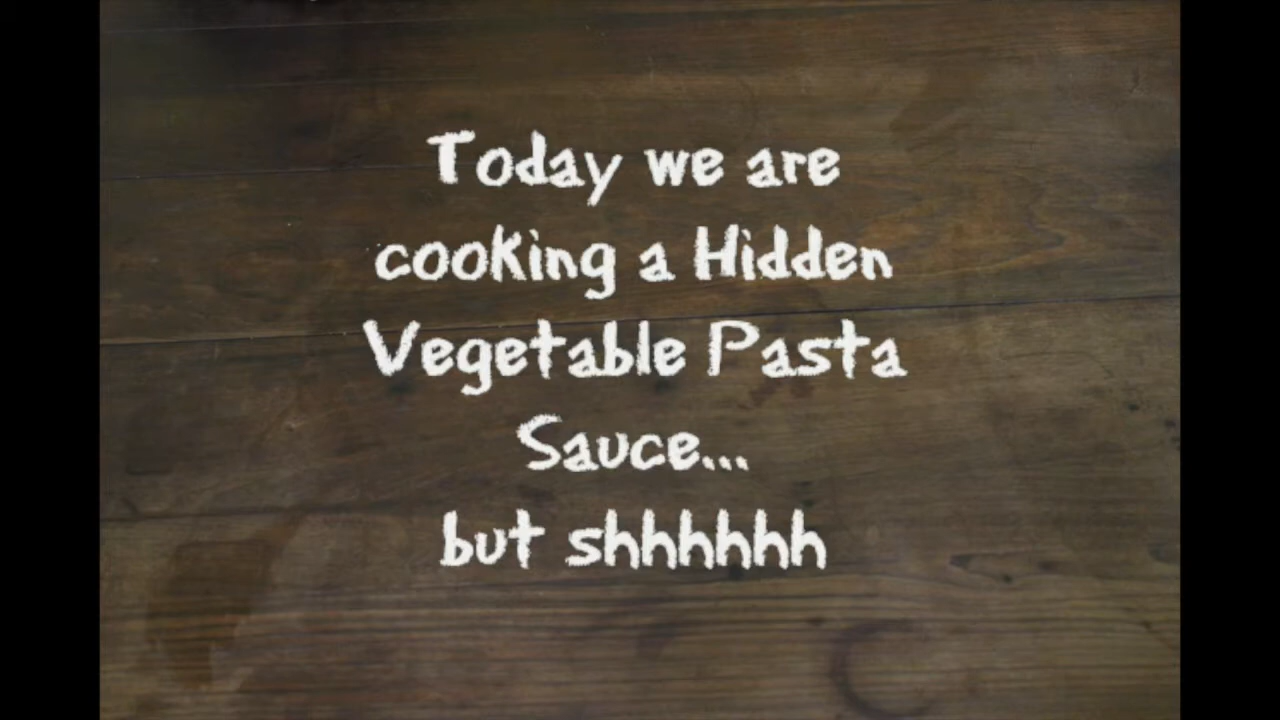 Today we are
cooking a Hidden
Vegetable Pasta
Sauce...
but shhhhhh